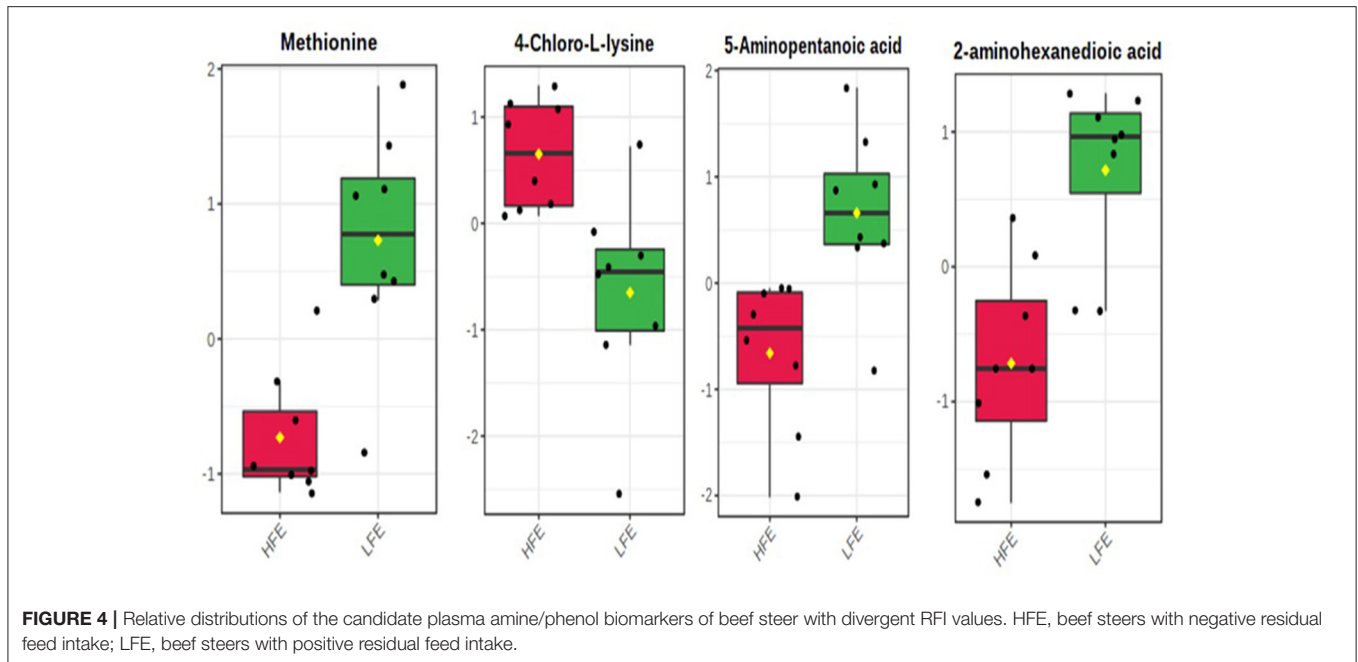 Methionine
2
1
0
-1
HFE
LFE
4-Chloro-L-lysine
1
0
-1
-2
HFE
LFE
5-Aminopentanoic acid
2
1
0
-1
-2
HFE
LFE
2-aminohexanedioic acid
1
0
-1
HFE
LFE
FIGURE 4 | Relative distributions of the candidate plasma amine/phenol biomarkers of beef steer with divergent RFI values. HFE, beef steers with negative residual
feed intake; LFE, beef steers with positive residual feed intake.